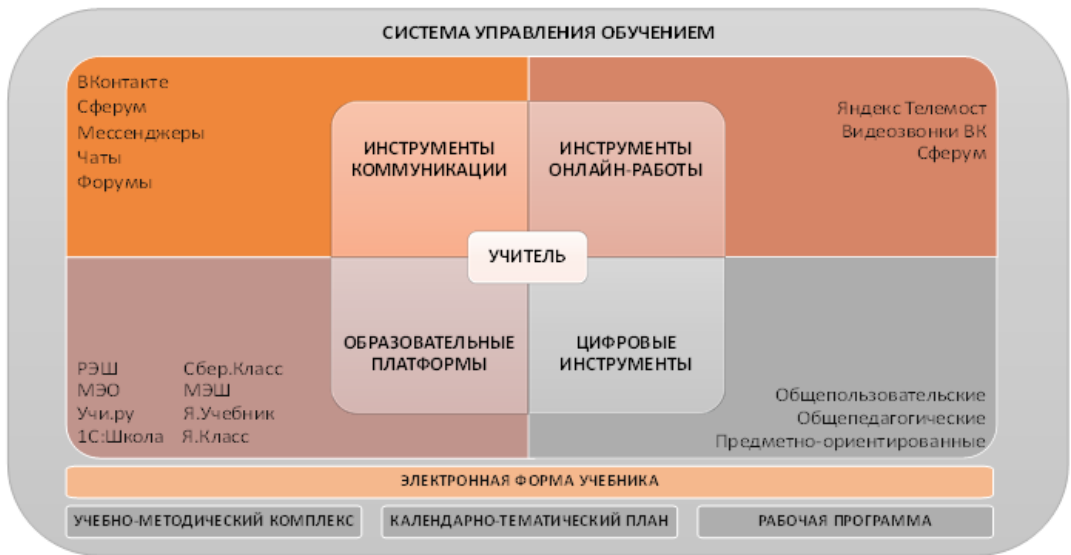 СИСТЕМА УПРАВЛЕНИЯ ОБУЧЕНИЕМ
ВКонтакте
Сферум
Мессенджеры
Чаты
Форумы
ИНСТРУМЕНТЫ
КОММУНИКАЦИИ
ИНСТРУМЕНТЫ
ОНЛАЙН-РАБОТЫ
Яндекс Телемост
Видеозвонки ВК
Сферум
УЧИТЕЛЬ
РЭШ Сбер.Класс
МЭО МЭШ
Учи.ру Я.Учебник
1С:Школа Я.Класс
ОБРАЗОВАТЕЛЬНЫЕ
ПЛАТФОРМЫ
ЦИФРОВЫЕ
ИНСТРУМЕНТЫ
Общепользовательские
Общепедагогические
Предметно-ориентированные
ЭЛЕКТРОННАЯ ФОРМА УЧЕБНИКА
УЧЕБНО-МЕТОДИЧЕСКИЙ КОМПЛЕКС
КАЛЕНДАРНО-ТЕМАТИЧЕСКИЙ ПЛАН
РАБОЧАЯ ПРОГРАММА